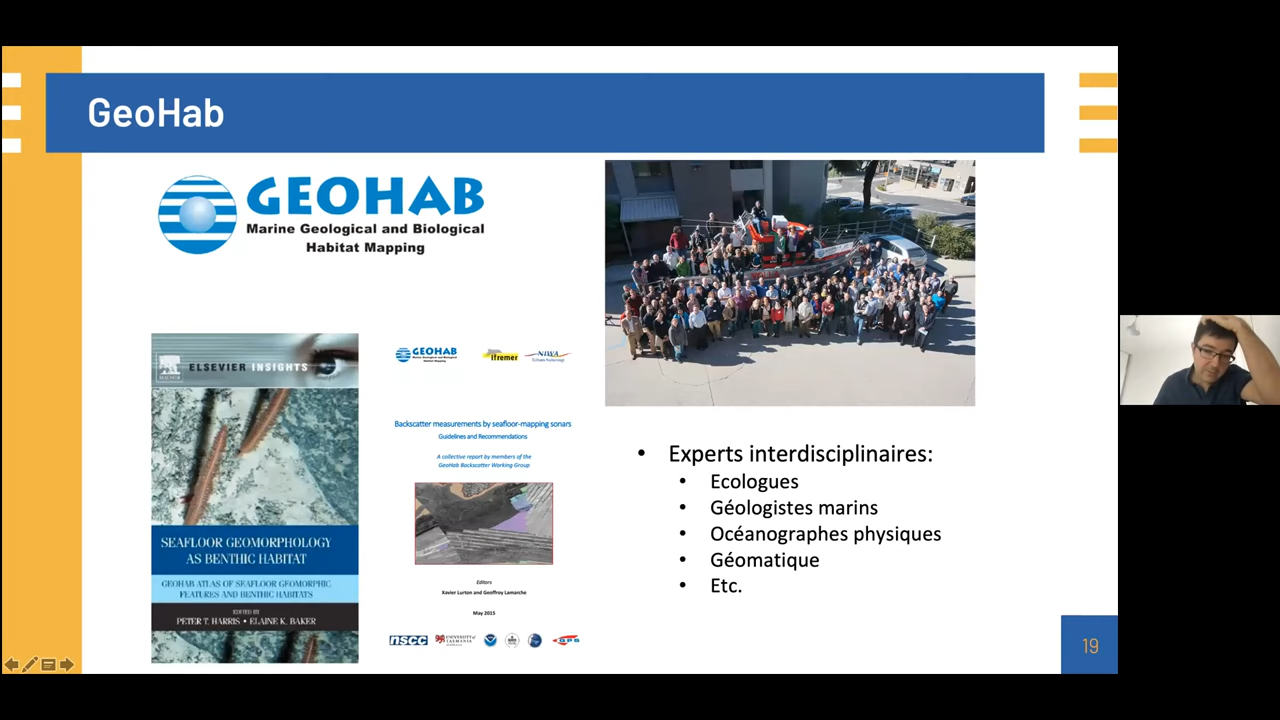 GeoHab
GEOHAB
Marine Geological and Biological
Habitat Mapping
ELSEVIER INSIGHTS
SEAFLOOR GEOMORPHOLOGY
AS BENTHIC HABITAT
GEOHAB ATLAS OF SEAFLOOR GEOMORPHIC
FEATURES AND BENTHIC HABITATS
EDITED BY
PETER T. HARRIS • ELAINE K. BAKER
GEOHAB
Ifremer
NIWA
Backscatter measurements by seafloor-mapping sonars
Guidelines and Recommendations
A collective report by members of the
GeoHab Backscatter Working Group
Editors
Xavier Lurton and Geoffroy Lamarche
May 2015
nscc
UNIVERSITY of
TASMANIA
GPS
• Experts interdisciplinaires:
• Ecologues
• Géologistes marins
• Océanographes physiques
• Géomatique
• Etc.
19